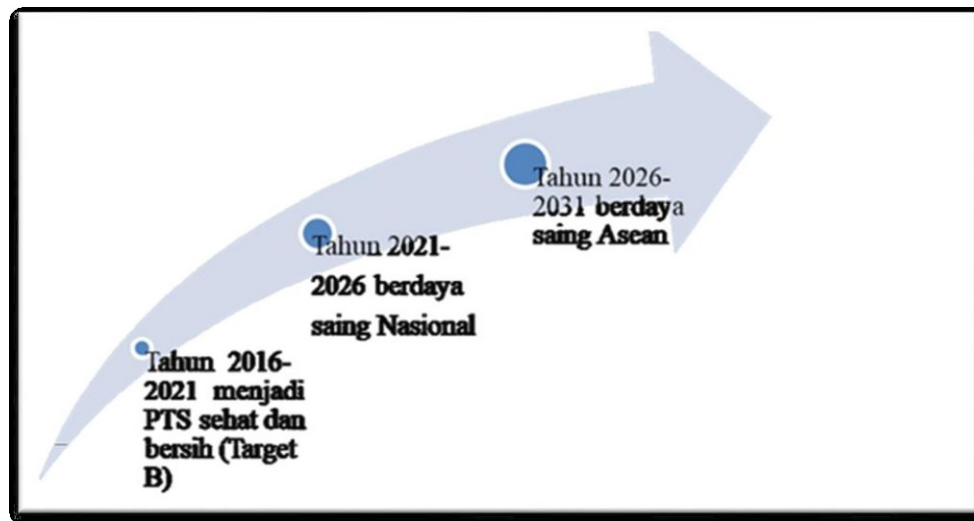 Tahun 2016-
2021 menjadi
PTS sehat dan
bersih (Target
B)
Tahun 2021-
2026 berdaya
saing Nasional
Tahun 2026-
2031 berdaya
saing Asean